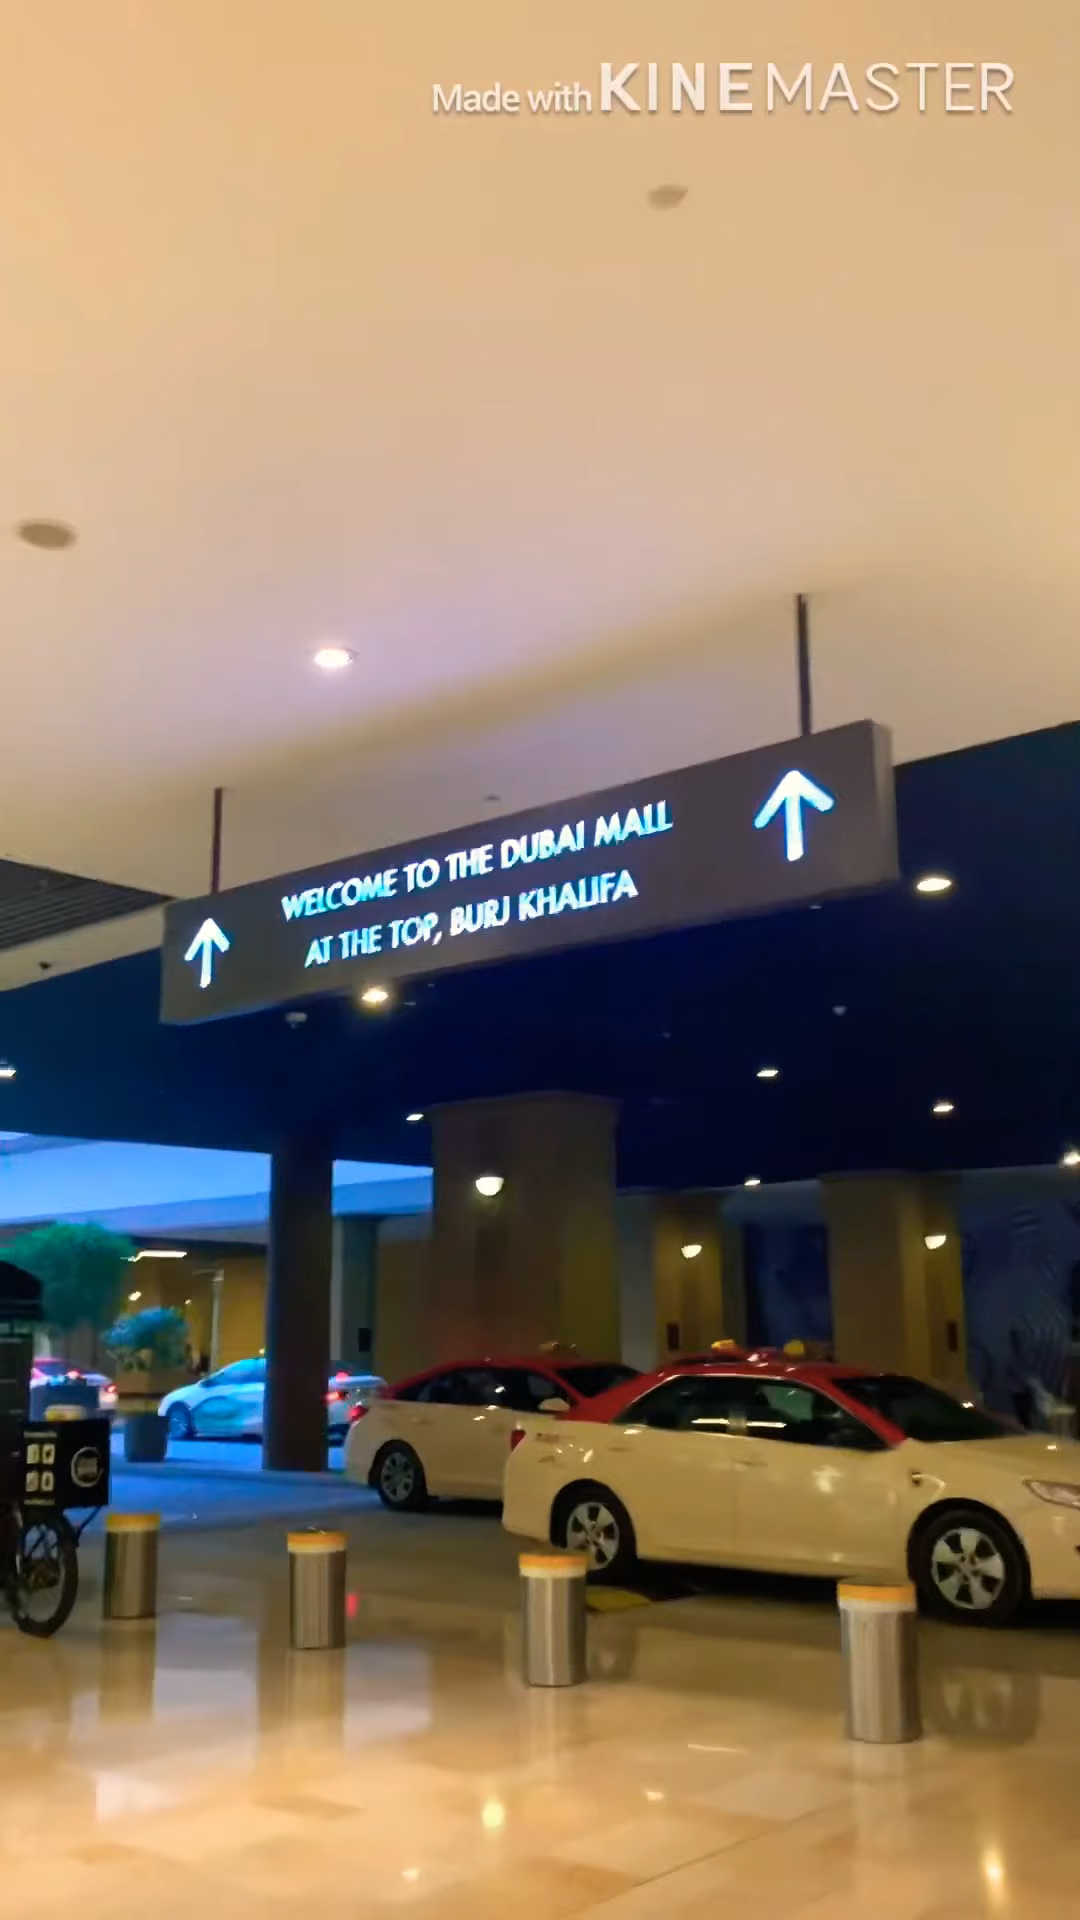 Made with KINEMASTER
WELCOME TO THE DUBAI MALL
AT THE TOP, BURJ KHALIFA